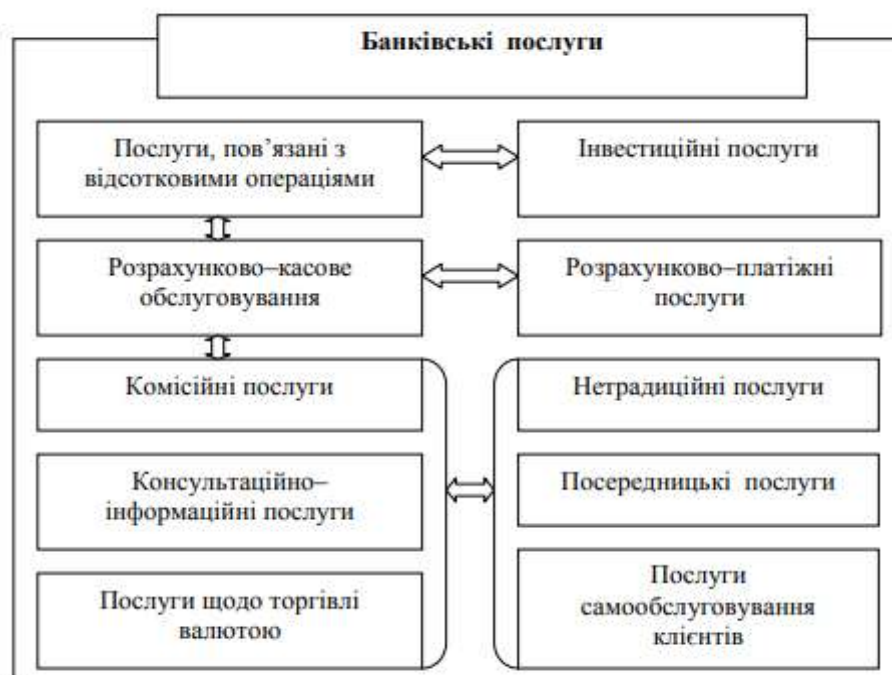 Банківські послуги
Послуги, пов’язані з
відсотковими операціями
Інвестиційні послуги
Розрахунково–касове
обслуговування
Розрахунково–платіжні
послуги
Комісійні послуги
Нетрадиційні послуги
Консультаційно–
інформаційні послуги
Посередницькі послуги
Послуги щодо торгівлі
валютою
Послуги
самообслуговування
клієнтів